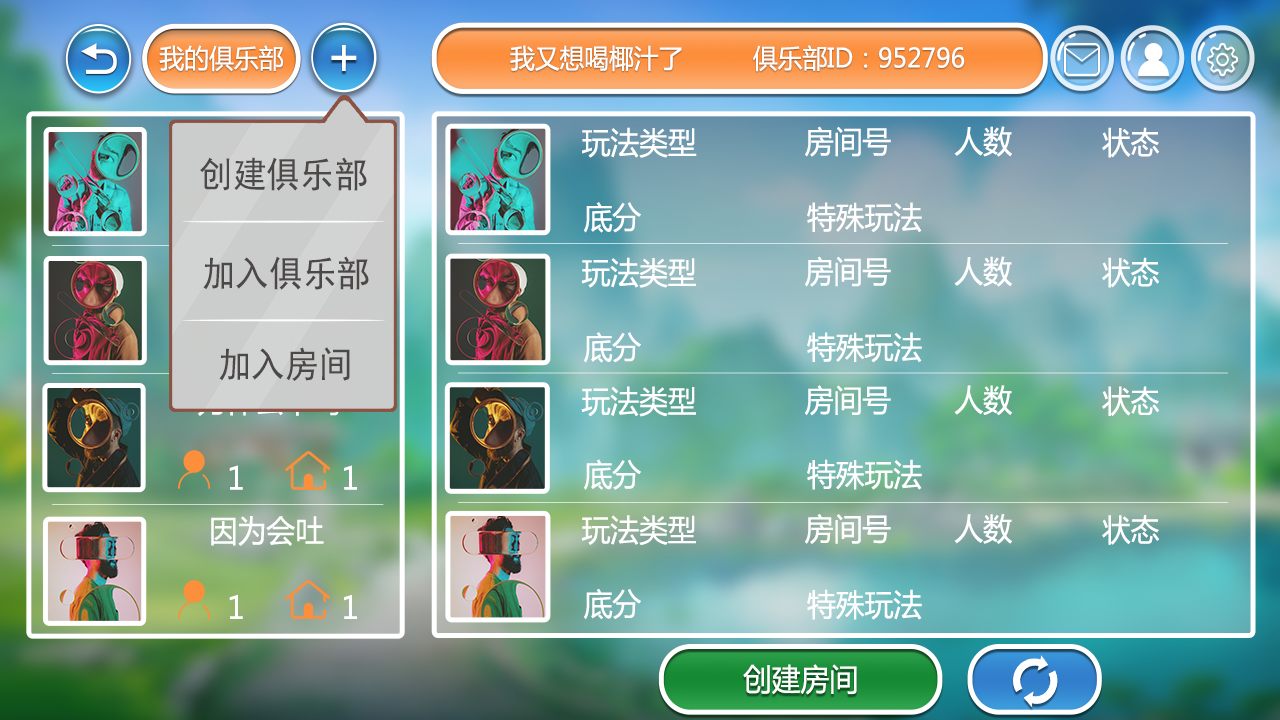 我的俱乐部
我又想喝椰汁了 俱乐部ID：952796
创建俱乐部
加入俱乐部
加入房间
1 1
因为会吐
1 1
玩法类型 房间号 人数 状态
底分 特殊玩法
玩法类型 房间号 人数 状态
底分 特殊玩法
玩法类型 房间号 人数 状态
底分 特殊玩法
玩法类型 房间号 人数 状态
底分 特殊玩法
创建房间